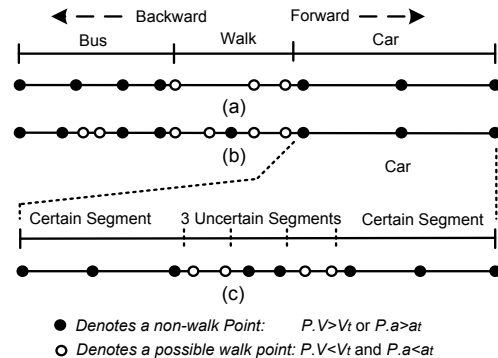 Backward Forward
Bus Walk Car
(a)
(b)
Car
Certain Segment 3 Uncertain Segments Certain Segment
(c)
Denotes a non-walk Point: P.V>Vt or P.a>at
Denotes a possible walk point: P.V<Vt and P.a<at